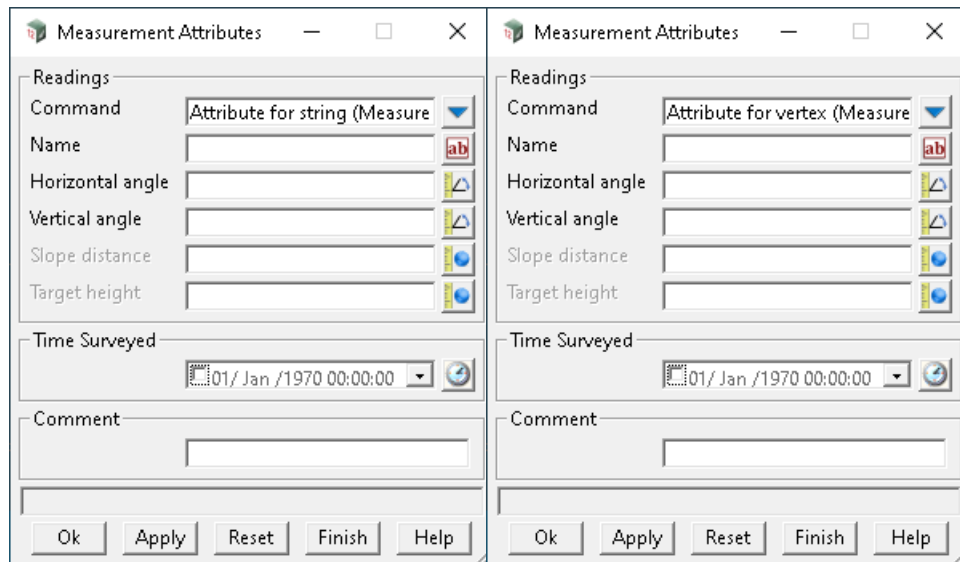 Measurement Attributes
Readings
Command Attribute for string (Measure
Name ab
Horizontal angle
Vertical angle
Slope distance
Target height
Time Surveyed
01/ Jan /1970 00:00:00
Comment
Ok Apply Reset Finish Help
Measurement Attributes
Readings
Command Attribute for vertex (Measure
Name ab
Horizontal angle
Vertical angle
Slope distance
Target height
Time Surveyed
01/ Jan /1970 00:00:00
Comment
Ok Apply Reset Finish Help